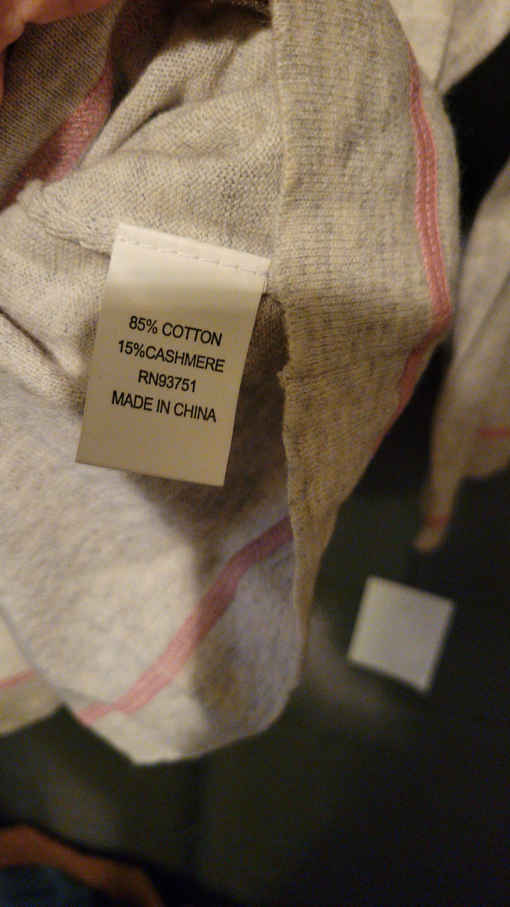 85% COTTON
15%CASHMERE
RN93751
MADE IN CHINA